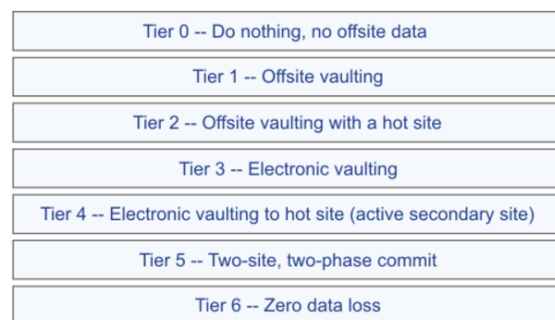 Tier 0 -- Do nothing, no offsite data
Tier 1 -- Offsite vaulting
Tier 2 -- Offsite vaulting with a hot site
Tier 3 -- Electronic vaulting
Tier 4 -- Electronic vaulting to hot site (active secondary site)
Tier 5 -- Two-site, two-phase commit
Tier 6 -- Zero data loss